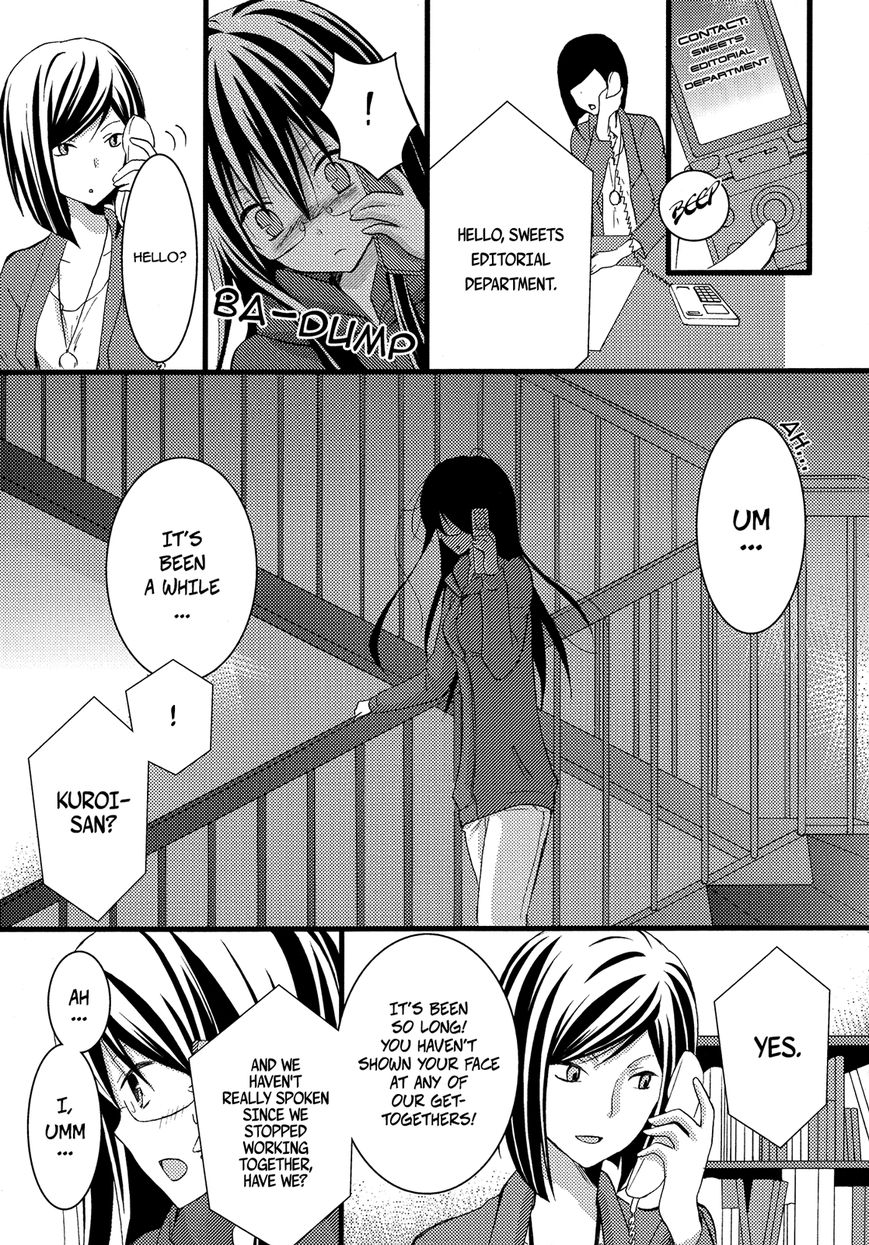 CONTACT:
SWEETS
EDITORIAL
DEPARTMENT
BEEP
HELLO, SWEETS
EDITORIAL
DEPARTMENT.
!
BA-DUMP
HELLO?
AH...
UM
...
IT'S
BEEN
A WHILE
...
!
KUROI-
SAN?
YES.
IT'S BEEN
SO LONG!
YOU HAVEN'T
SHOWN YOUR FACE
AT ANY OF
OUR GET-
TOGETHERS!
AND WE
HAVEN'T
REALLY SPOKEN
SINCE WE
STOPPED
WORKING
TOGETHER,
HAVE WE?
AH
...
I,
UMM
...